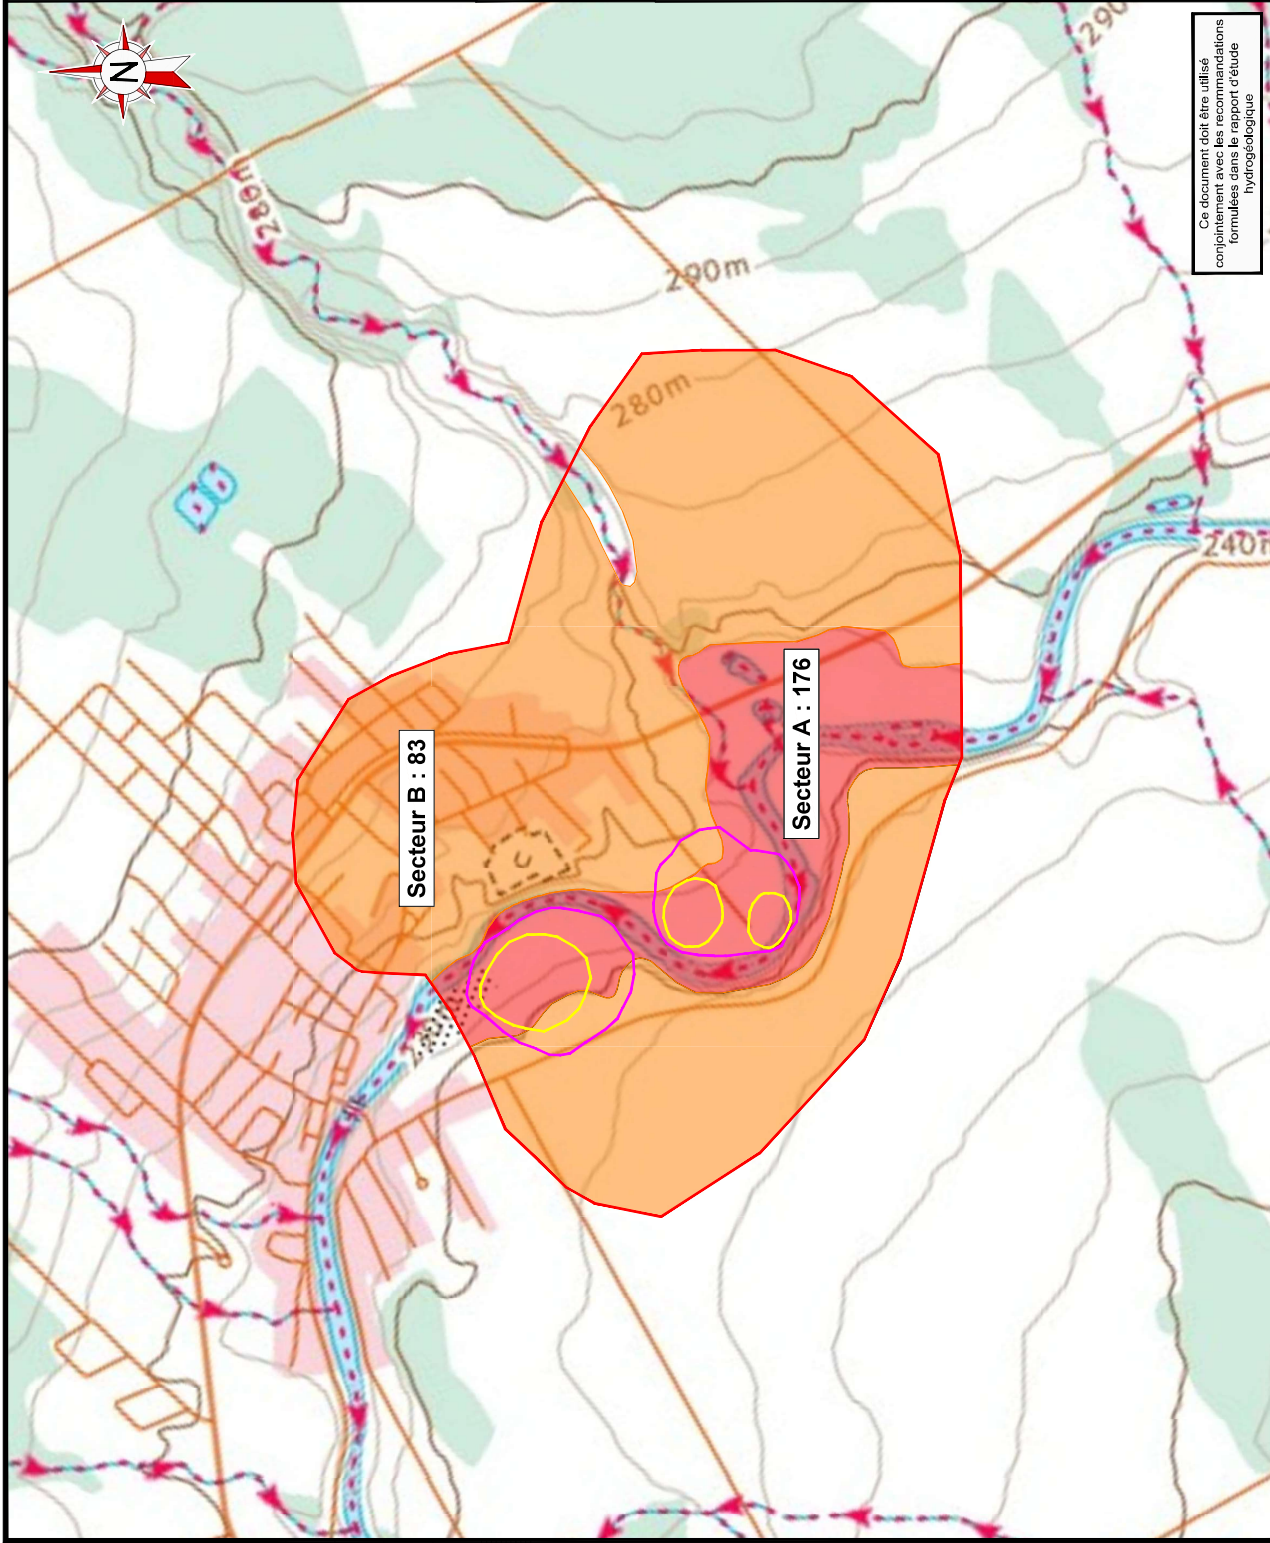 N
Ce document doit être utilisé
conjointement avec les recommandations
formulées dans le rapport d'étude
hydrogéologique
290
280m
290m
280m
240m
Secteur B : 83
Secteur A : 176